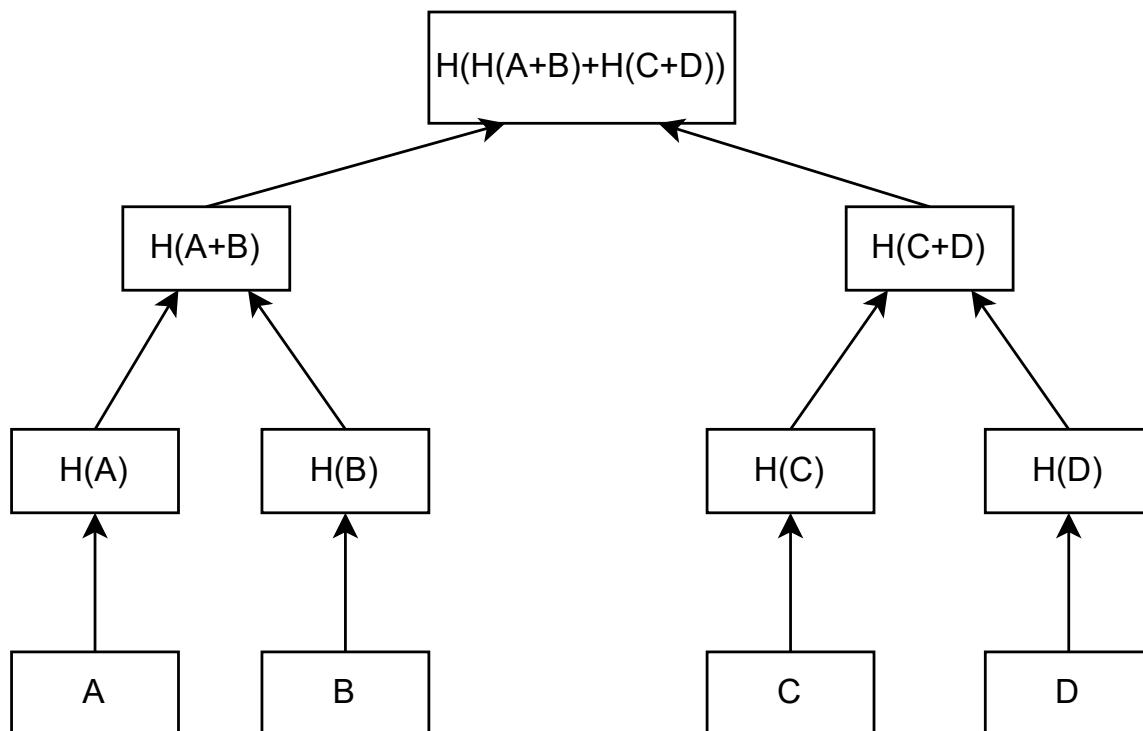 H(H(A+B)+H(C+D))
H(A+B)
H(C+D)
H(A)
H(B)
H(C)
H(D)
A
B
C
D